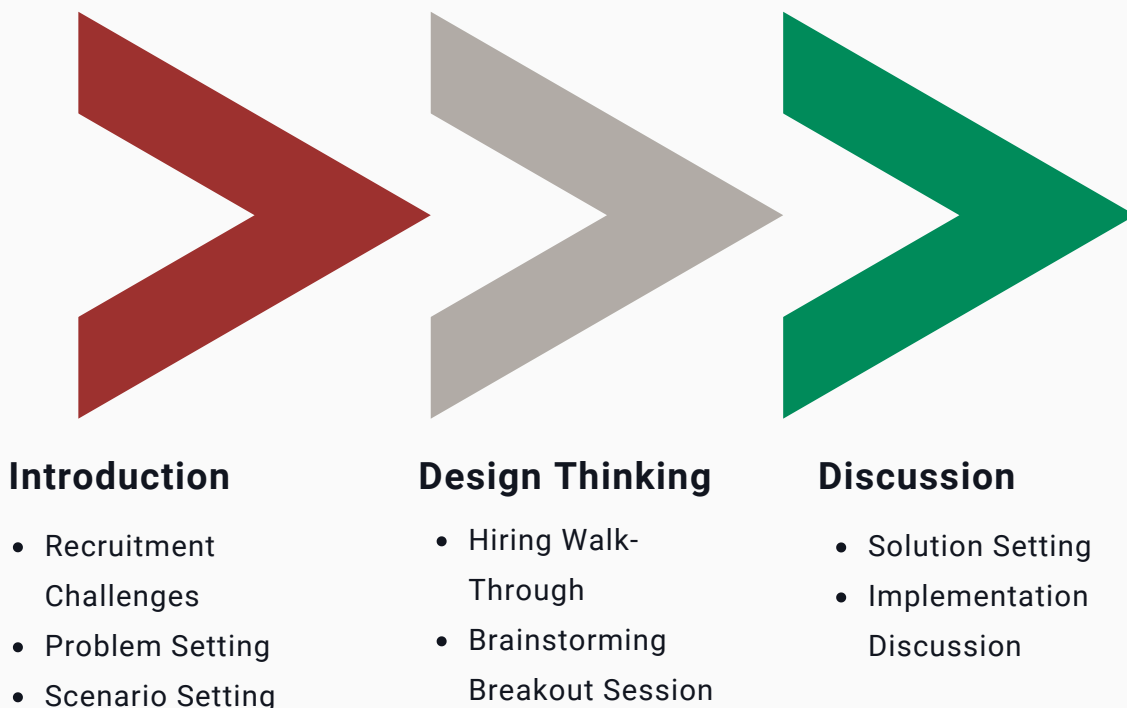 Introduction
• Recruitment
Challenges
• Problem Setting
• Scenario Setting
Design Thinking
• Hiring Walk-
Through
• Brainstorming
Breakout Session
Discussion
• Solution Setting
• Implementation
Discussion